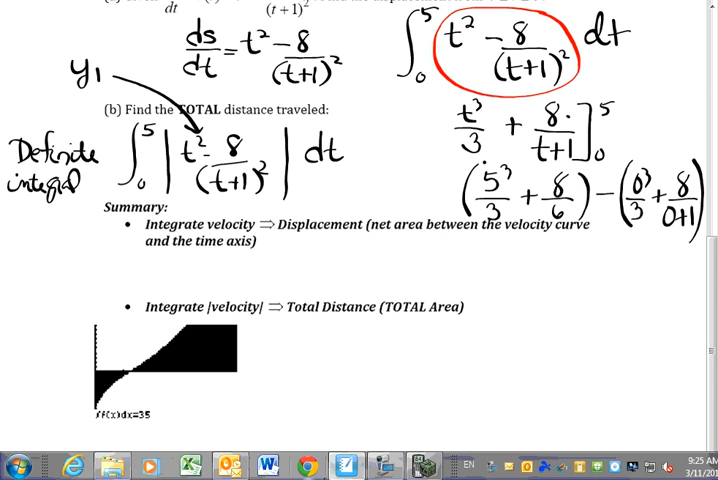 dt
(t + 1)²
ds/dt = t² - 8/(t+1)²
∫₀⁵ t² - 8/(t+1)² dt
y1
(b) Find the TOTAL distance traveled:
t³/3 + 8/t+1 ]₀⁵
Definite integral
∫₀⁵ | t² - 8/(t+1)² | dt
(5³/3 + 8/6) - (0³/3 + 8/0+1)
Summary:
• Integrate velocity ⇒ Displacement (net area between the velocity curve
and the time axis)
• Integrate |velocity| ⇒ Total Distance (TOTAL Area)
∫f(x)dx=35
EN
9:25 AM